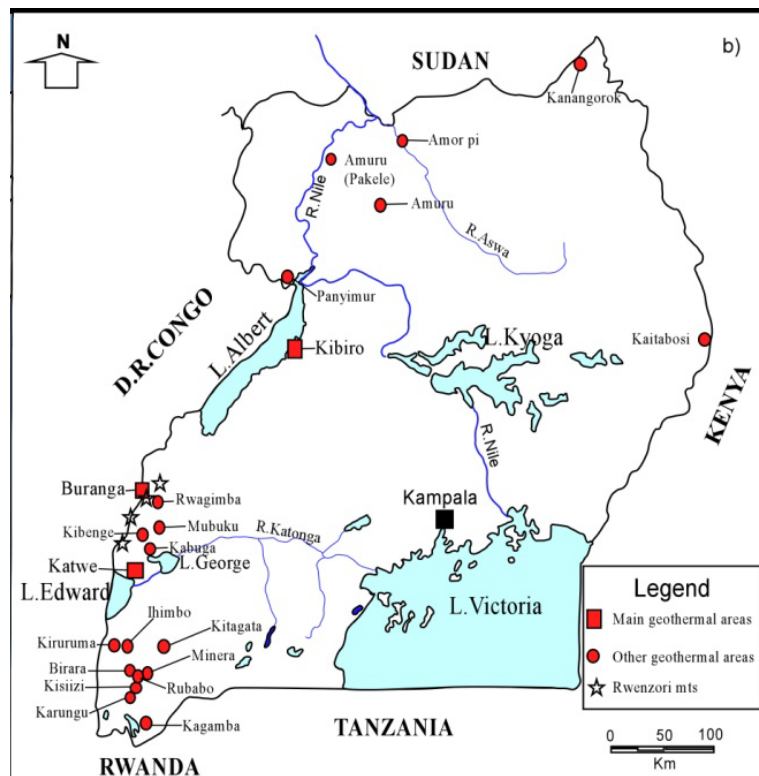 N
SUDAN
b)
Kanangorok
Amor pi
Amuru
(Pakele)
R.Nile
Amuru
R.Aswa
Panyimur
D.R.CONGO
L.Albert
Kibiro
L.Kyoga
Kaitabosi
KENYA
R.Nile
Buranga
Rwagimba
Kampala
Mubuku
Kibenge
R.Katonga
Kabuga
Katwe
L.George
L.Edward
L.Victoria
Ihimbo
Kiruruma
Kitagata
Birara
Minera
Kisiizi
Rubabo
Karungu
Kagamba
TANZANIA
RWANDA
Legend
Main geothermal areas
Other geothermal areas
Rwenzori mts
0 50 100
Km